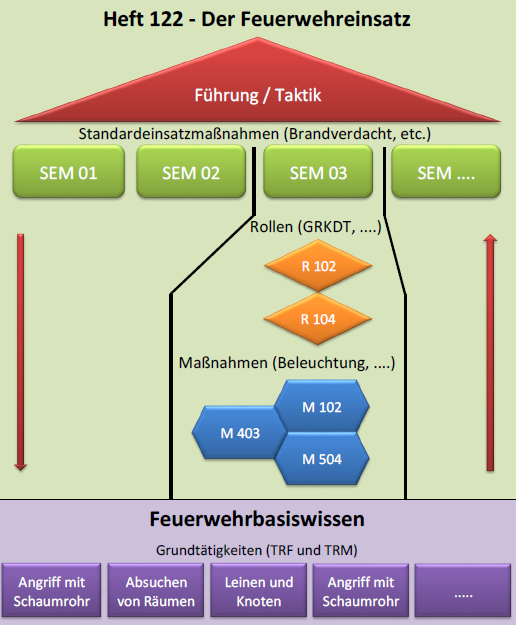 Heft 122 - Der Feuerwehreinsatz
Führung / Taktik
Standardeinsatzmaßnahmen (Brandverdacht, etc.)
SEM 01
SEM 02
SEM 03
SEM ....
Rollen (GRKDT, ....)
R 102
R 104
Maßnahmen (Beleuchtung, ....)
M 102
M 403
M 504
Feuerwehrbasiswissen
Grundtätigkeiten (TRF und TRM)
Angriff mit
Schaumrohr
Absuchen
von Räumen
Leinen und
Knoten
Angriff mit
Schaumrohr
.....